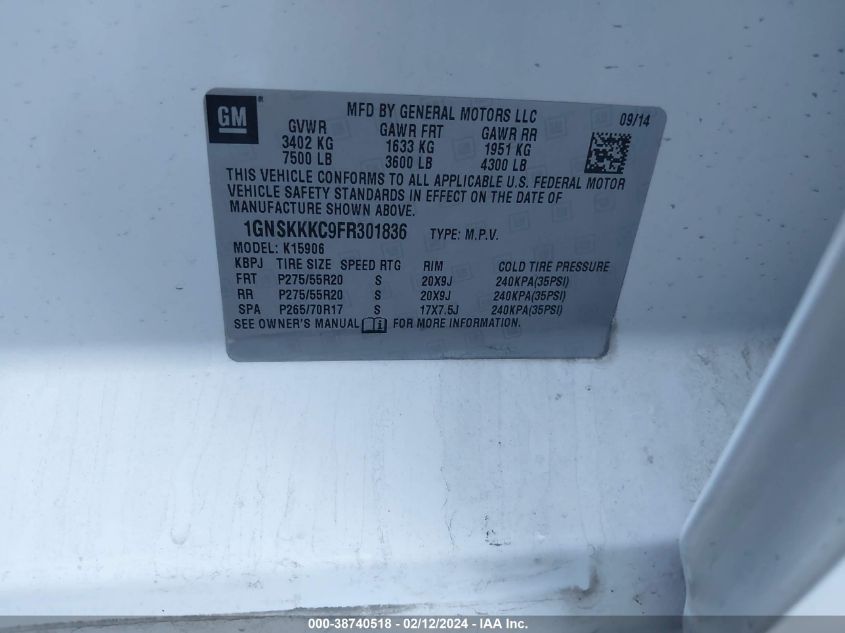 GM ® MFD BY GENERAL MOTORS LLC 09/14
GVWR GAWR FRT GAWR RR
3402 KG 1633 KG 1951 KG
7500 LB 3600 LB 4300 LB
THIS VEHICLE CONFORMS TO ALL APPLICABLE U.S. FEDERAL MOTOR
VEHICLE SAFETY STANDARDS IN EFFECT ON THE DATE OF
MANUFACTURE SHOWN ABOVE.
1GNSKKKC9FR301836 TYPE: M.P.V.
MODEL: K15906
KBPJ TIRE SIZE SPEED RTG RIM COLD TIRE PRESSURE
FRT P275/55R20 S 20X9J 240KPA(35PSI)
RR P275/55R20 S 20X9J 240KPA(35PSI)
SPA P265/70R17 S 17X7.5J 240KPA(35PSI)
SEE OWNER'S MANUAL FOR MORE INFORMATION.
000-38740518 - 02/12/2024 - IAAI Inc.